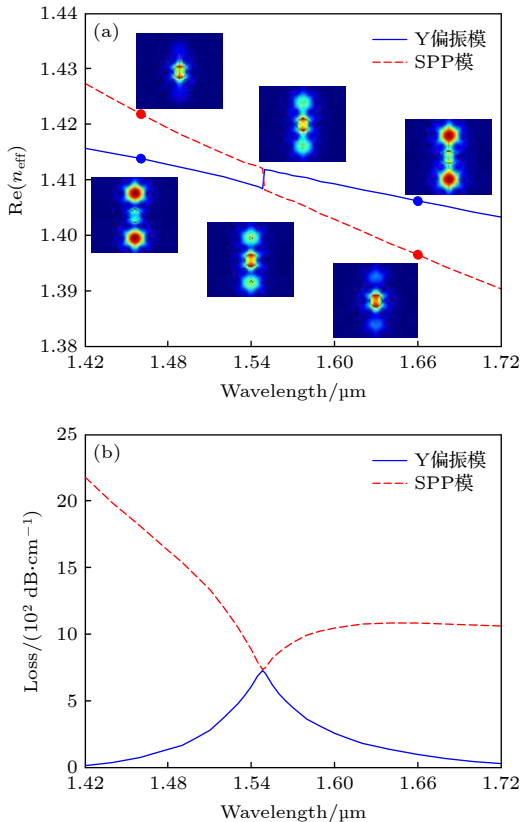 (a)
Y偏振模
SPP模
1.44
1.43
1.42
1.41
1.40
1.39
1.38
Re(n_eff)
1.42 1.48 1.54 1.60 1.66 1.72
Wavelength/μm
(b)
Y偏振模
SPP模
25
20
15
10
5
0
Loss/(10² dB·cm⁻¹)
1.42 1.48 1.54 1.60 1.66 1.72
Wavelength/μm